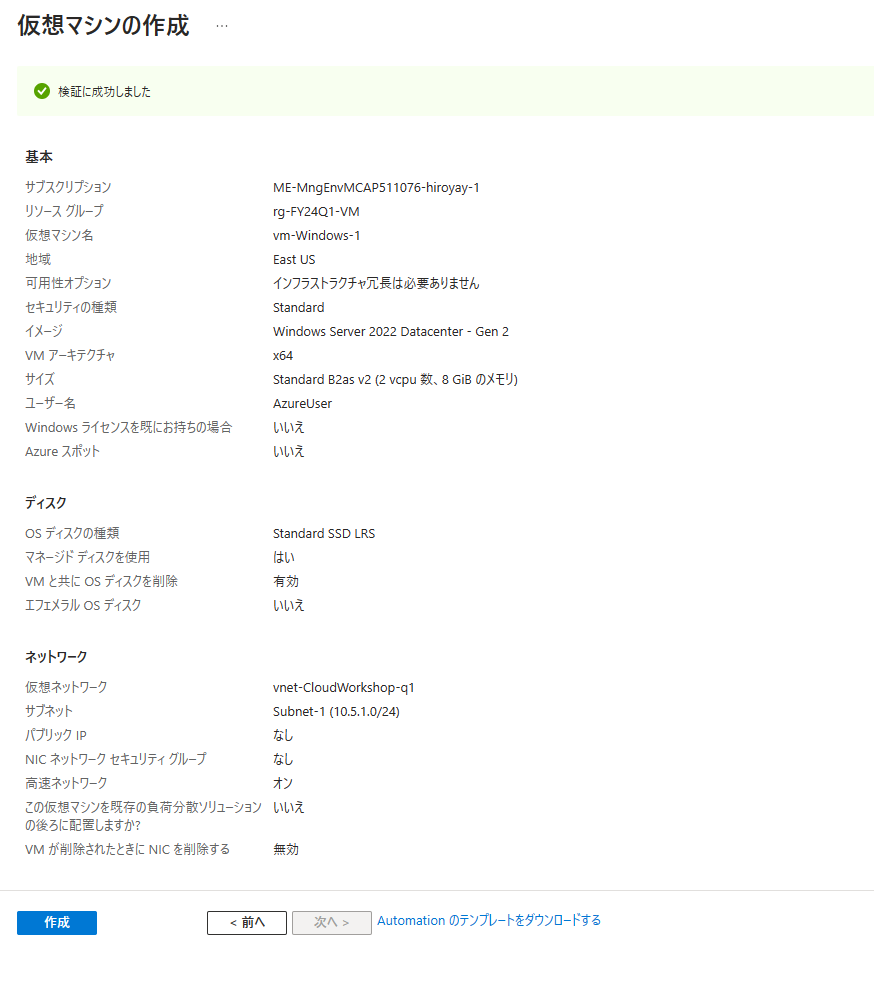 仮想マシンの作成 …
検証に成功しました
基本
サブスクリプション ME-MngEnvMCAP511076-hiroyay-1
リソース グループ rg-FY24Q1-VM
仮想マシン名 vm-Windows-1
地域 East US
可用性オプション インフラストラクチャ冗長は必要ありません
セキュリティの種類 Standard
イメージ Windows Server 2022 Datacenter - Gen 2
VM アーキテクチャ x64
サイズ Standard B2as v2 (2 vcpu 数、8 GiB のメモリ)
ユーザー名 AzureUser
Windows ライセンスを既にお持ちの場合 いいえ
Azure スポット いいえ
ディスク
OS ディスクの種類 Standard SSD LRS
マネージド ディスクを使用 はい
VM と共に OS ディスクを削除 有効
エフェメラル OS ディスク いいえ
ネットワーク
仮想ネットワーク vnet-CloudWorkshop-q1
サブネット Subnet-1 (10.5.1.0/24)
パブリック IP なし
NIC ネットワーク セキュリティ グループ なし
高速ネットワーク オン
この仮想マシンを既存の負荷分散ソリューション いいえ
の後ろに配置しますか?
VM が削除されたときに NIC を削除する 無効
作成 < 前へ 次へ > Automation のテンプレートをダウンロードする